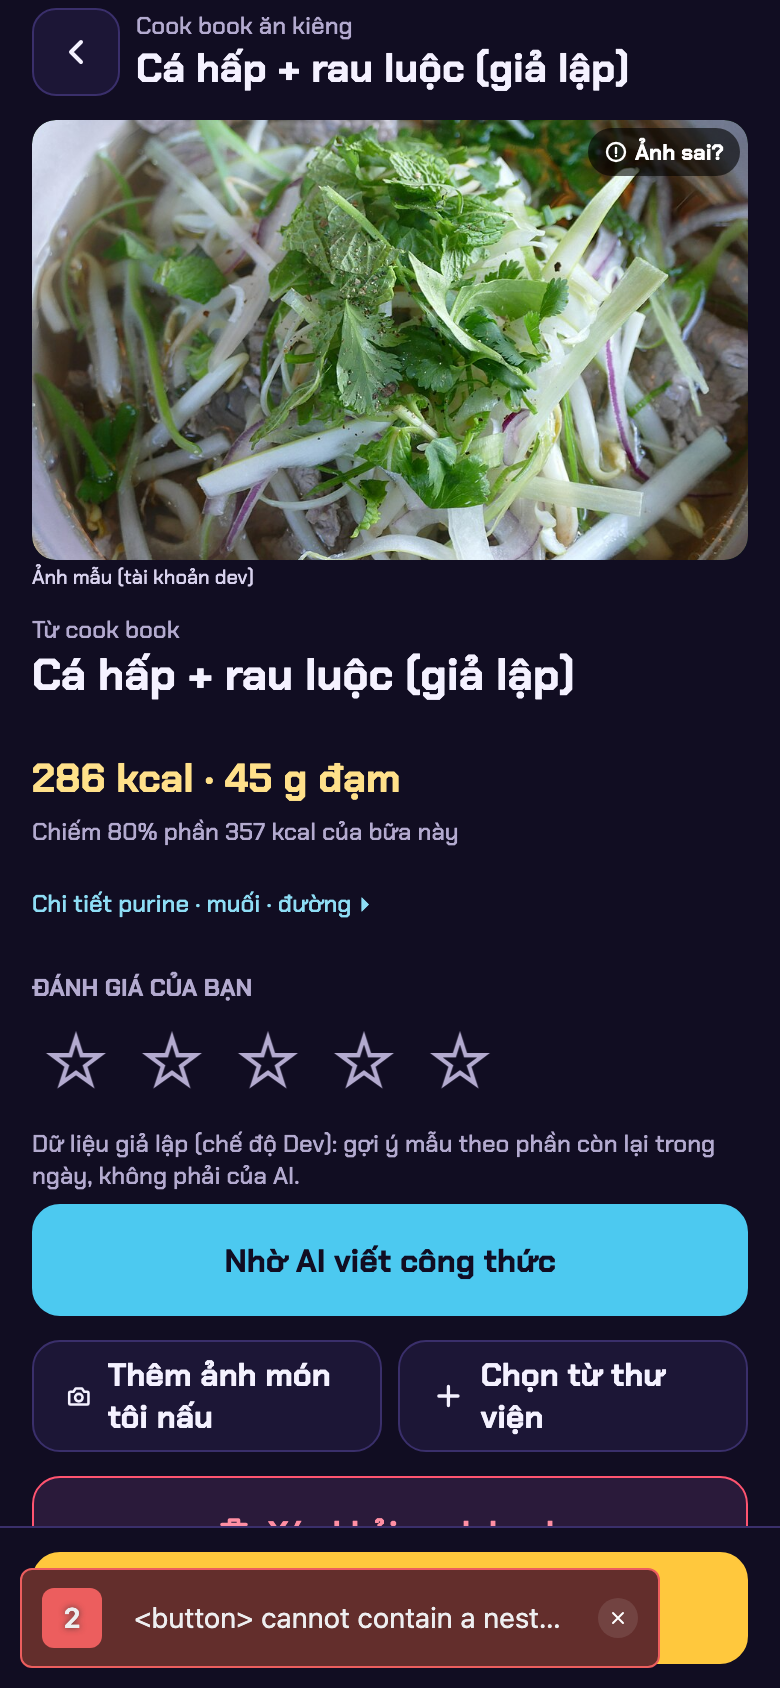 Cook book ăn kiêng
Cá hấp + rau luộc (giả lập)
Ảnh sai?
Ảnh mẫu (tài khoản dev)
Từ cook book
Cá hấp + rau luộc (giả lập)
286 kcal · 45 g đạm
Chiếm 80% phần 357 kcal của bữa này
Chi tiết purine · muối · đường
ĐÁNH GIÁ CỦA BẠN
Dữ liệu giả lập (chế độ Dev): gợi ý mẫu theo phần còn lại trong
ngày, không phải của AI.
Nhờ AI viết công thức
Thêm ảnh món
tôi nấu
Chọn từ thư
viện
2
<button> cannot contain a nest...